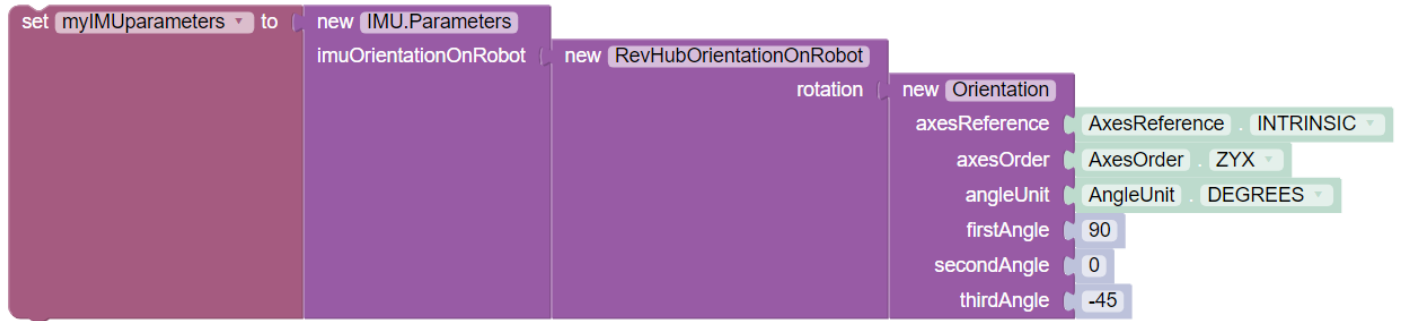 set myIMUparameters to new IMU.Parameters
imuOrientationOnRobot new RevHubOrientationOnRobot
rotation new Orientation
axesReference AxesReference . INTRINSIC
axesOrder AxesOrder . ZYX
angleUnit AngleUnit . DEGREES
firstAngle 90
secondAngle 0
thirdAngle -45